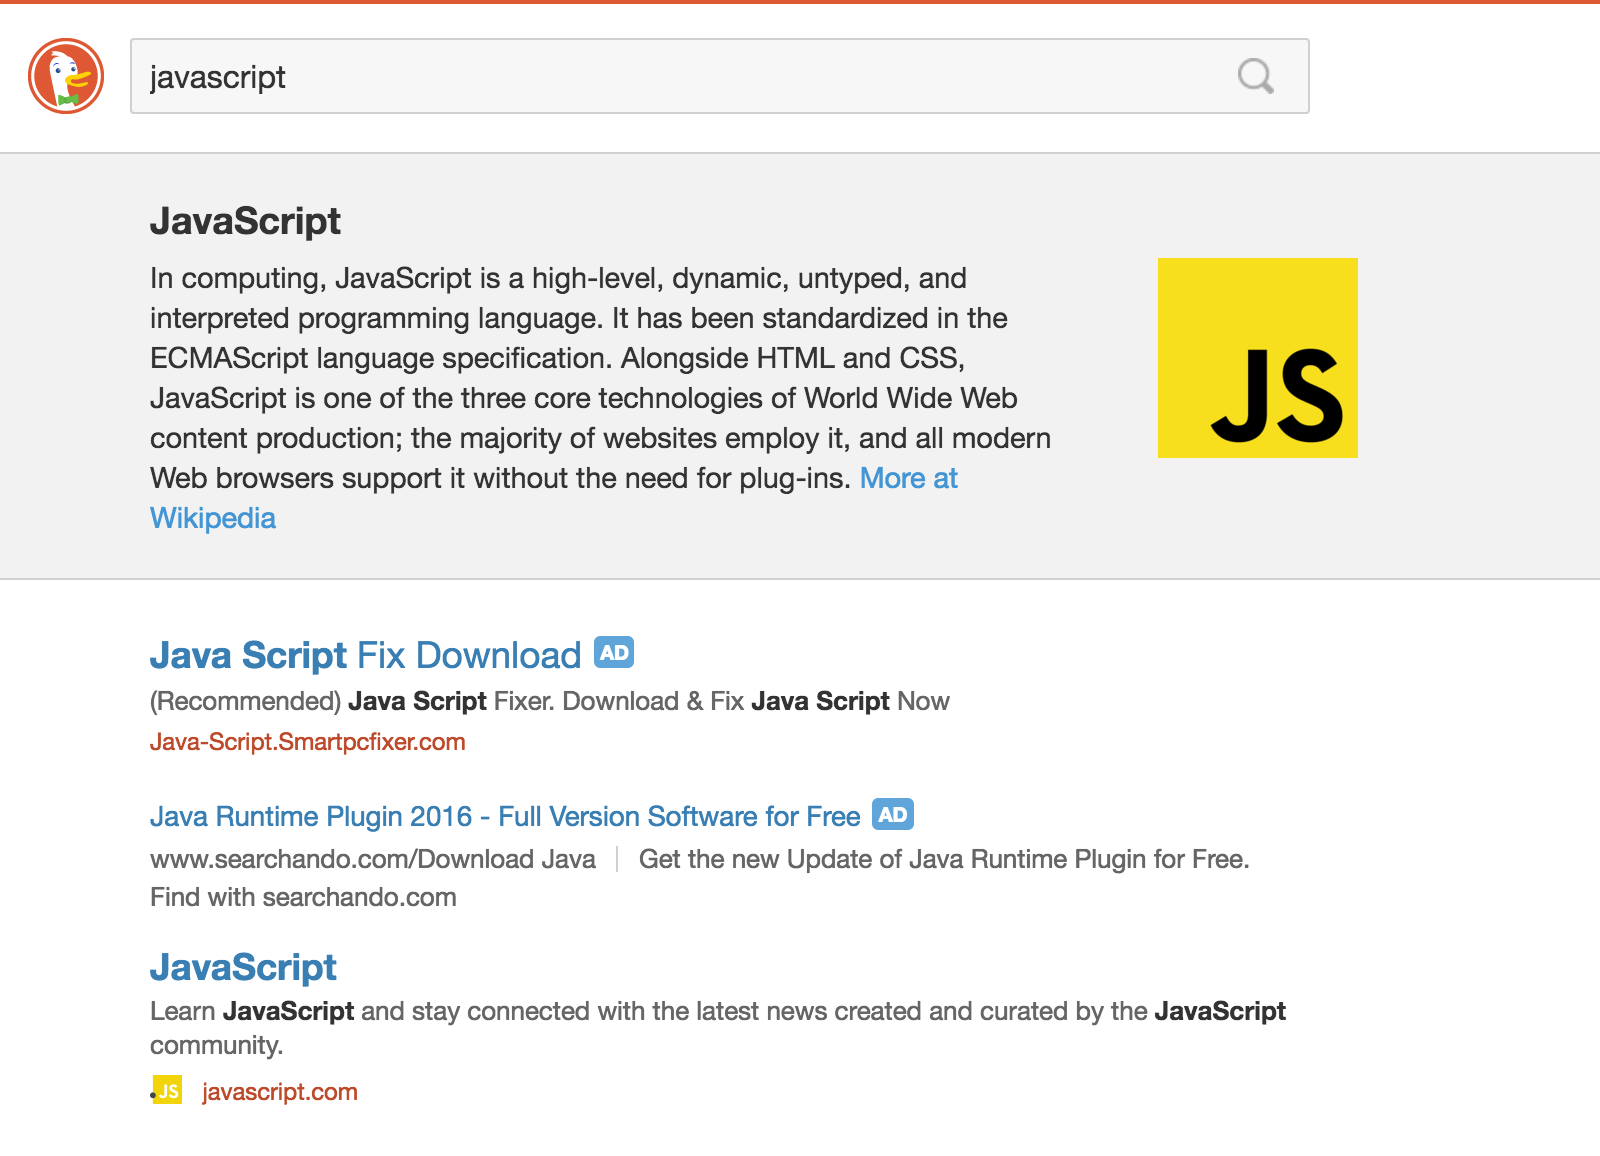 javascript
JavaScript
In computing, JavaScript is a high-level, dynamic, untyped, and
interpreted programming language. It has been standardized in the
ECMAScript language specification. Alongside HTML and CSS,
JavaScript is one of the three core technologies of World Wide Web
content production; the majority of websites employ it, and all modern
Web browsers support it without the need for plug-ins. More at
Wikipedia
JS
Java Script Fix Download AD
(Recommended) Java Script Fixer. Download & Fix Java Script Now
Java-Script.Smartpcfixer.com
Java Runtime Plugin 2016 - Full Version Software for Free AD
www.searchando.com/Download Java | Get the new Update of Java Runtime Plugin for Free.
Find with searchando.com
JavaScript
Learn JavaScript and stay connected with the latest news created and curated by the JavaScript
community.
.JS javascript.com